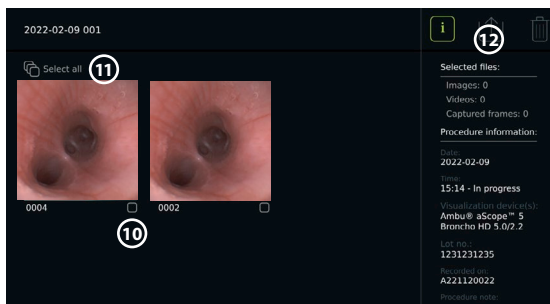 2022-02-09 001
i
12
Select all
11
0004
0002
10
Selected files:
Images: 0
Videos: 0
Captured frames: 0
Procedure information:
Date:
2022-02-09
Time:
15:14 - In progress
Visualization device(s):
Ambu® aScope™ 5
Broncho HD 5.0/2.2
Lot no.:
1231231235
Recorded on:
A221120022
Procedure note: